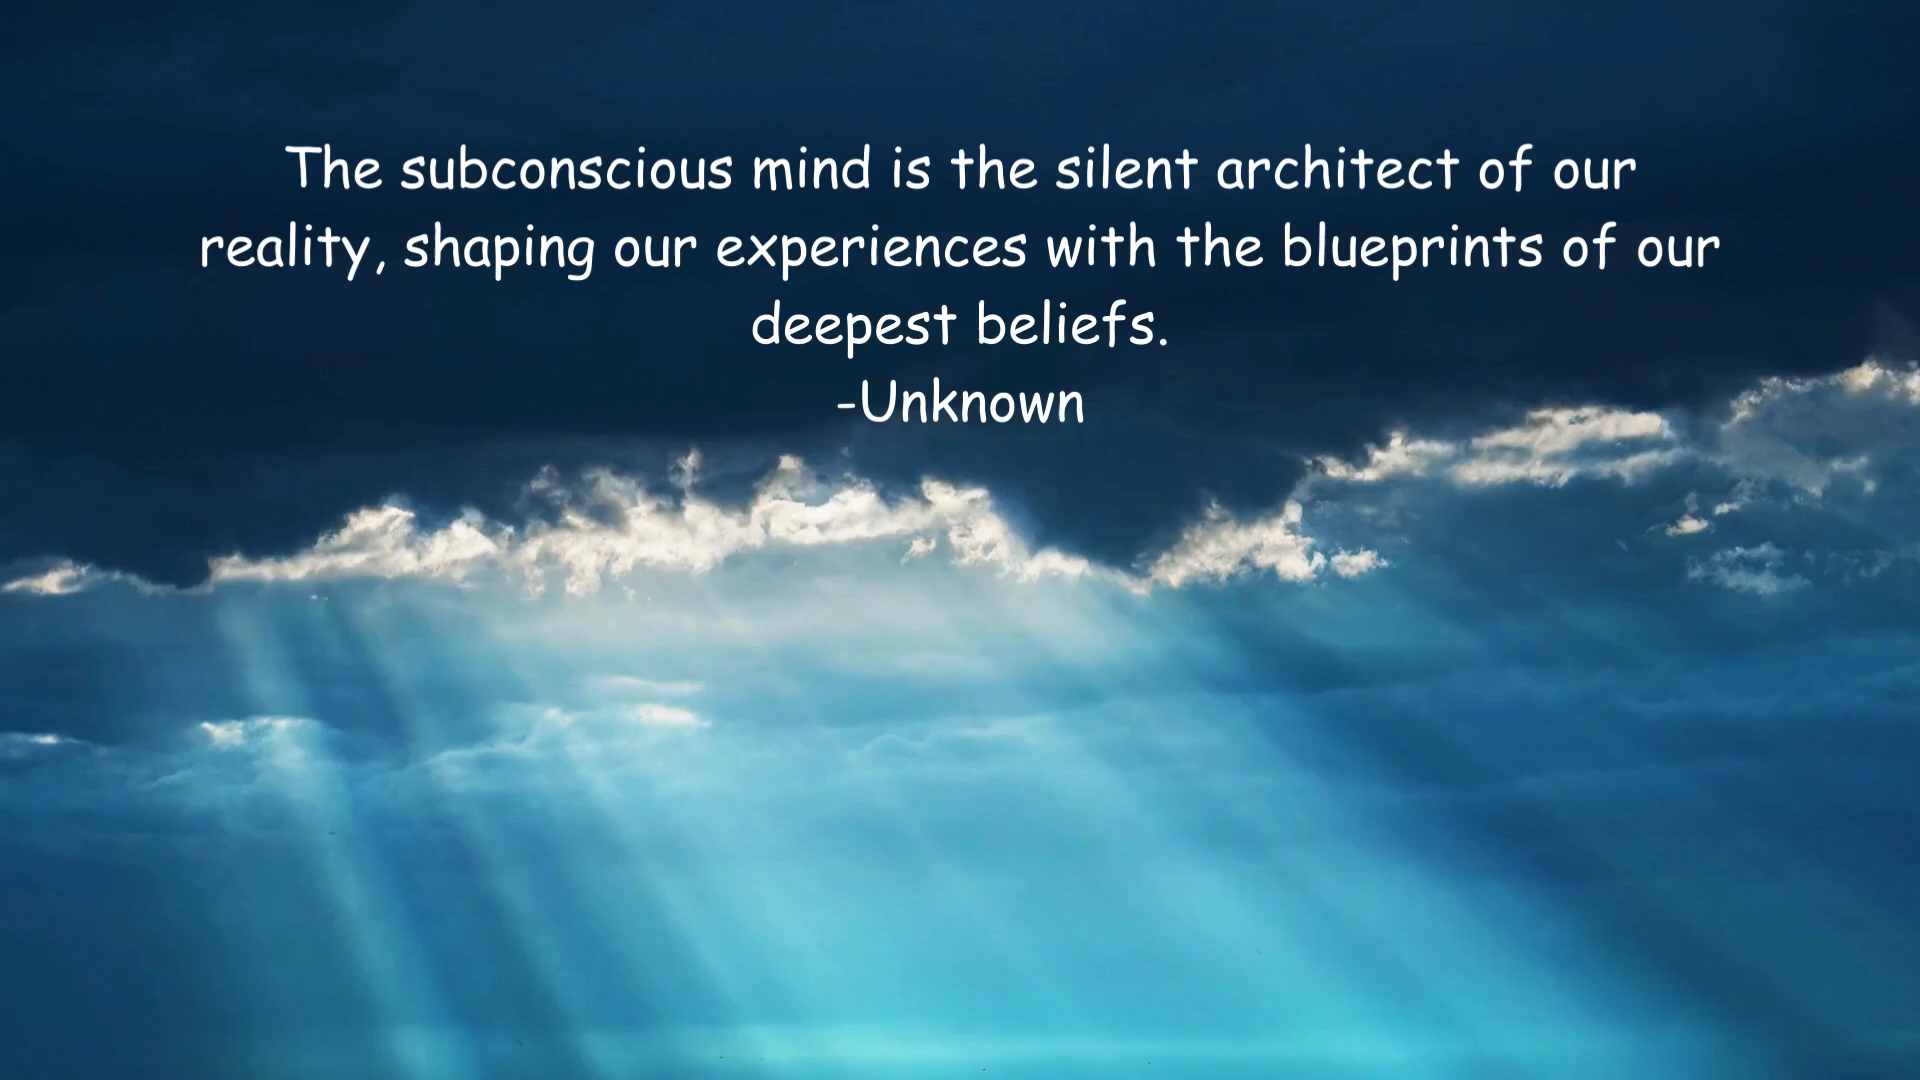 The subconscious mind is the silent architect of our
reality, shaping our experiences with the blueprints of our
deepest beliefs.
-Unknown